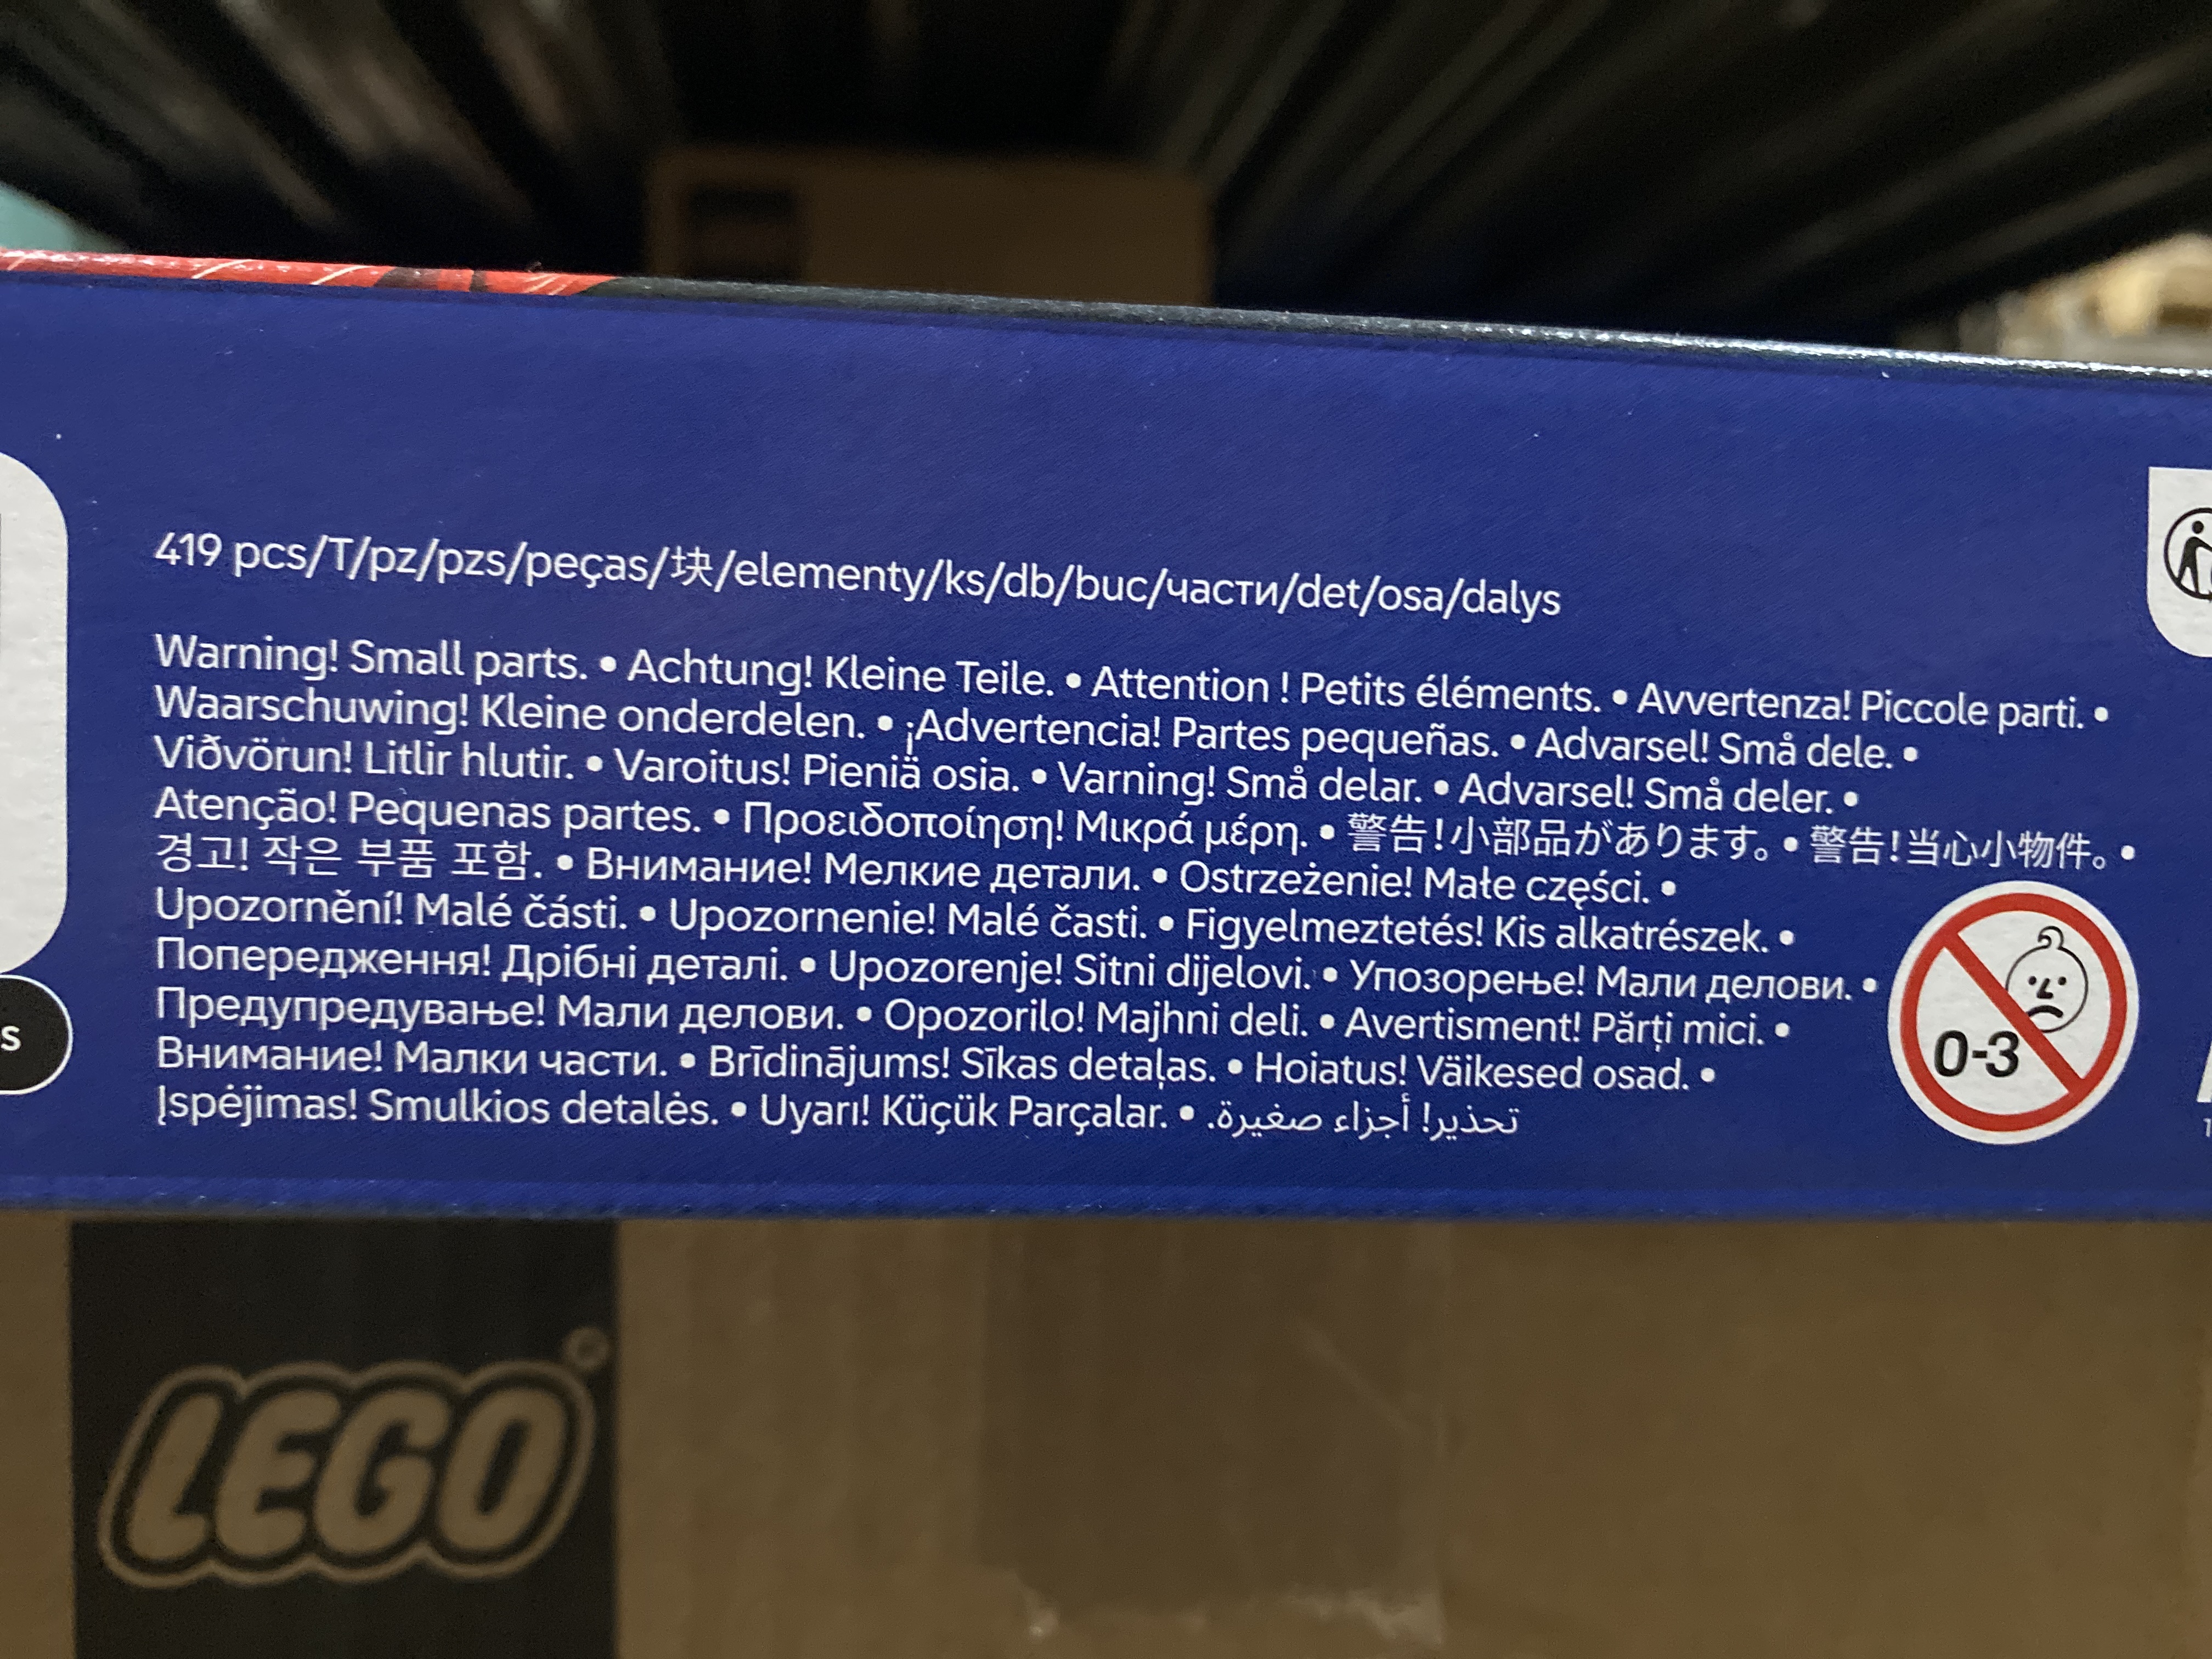 419 pcs/T/pz/pzs/peças/块/elementy/ks/db/buc/части/det/osa/dalys
Warning! Small parts. • Achtung! Kleine Teile. • Attention ! Petits éléments. • Avvertenza! Piccole parti. •
Waarschuwing! Kleine onderdelen. • ¡Advertencia! Partes pequeñas. • Advarsel! Små dele. •
Viðvörun! Litlir hlutir. • Varoitus! Pieniä osia. • Varning! Små delar. • Advarsel! Små deler. •
Atenção! Pequenas partes. • Προειδοποίηση! Μικρά μέρη. • 警告!小部品があります。• 警告!当心小物件。•
경고! 작은 부품 포함. • Внимание! Мелкие детали. • Ostrzeżenie! Małe części. •
Upozornění! Malé části. • Upozornenie! Malé časti. • Figyelmeztetés! Kis alkatrészek. •
Попередження! Дрібні деталі. • Upozorenje! Sitni dijelovi. • Упозорење! Мали делови. •
Предупредување! Мали делови. • Opozorilo! Majhni deli. • Avertisment! Părți mici. •
Внимание! Малки части. • Brīdinājums! Sīkas detaļas. • Hoiatus! Väikesed osad. •
Įspėjimas! Smulkios detalės. • Uyarı! Küçük Parçalar. • تحذير! أجزاء صغيرة.
0-3
LEGO